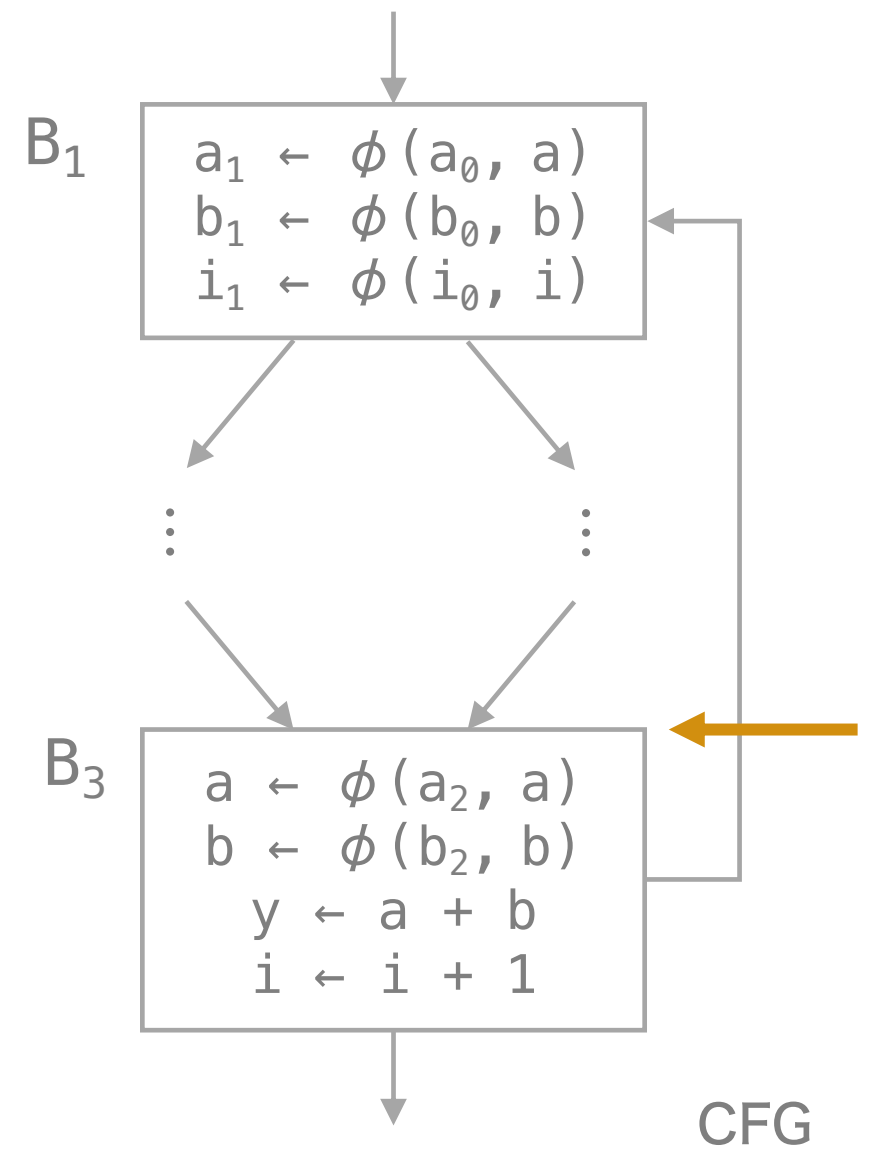 B₁
a₁ ← ϕ(a₀, a)
b₁ ← ϕ(b₀, b)
i₁ ← ϕ(i₀, i)
⋮ ⋮
B₃
a ← ϕ(a₂, a)
b ← ϕ(b₂, b)
y ← a + b
i ← i + 1
CFG